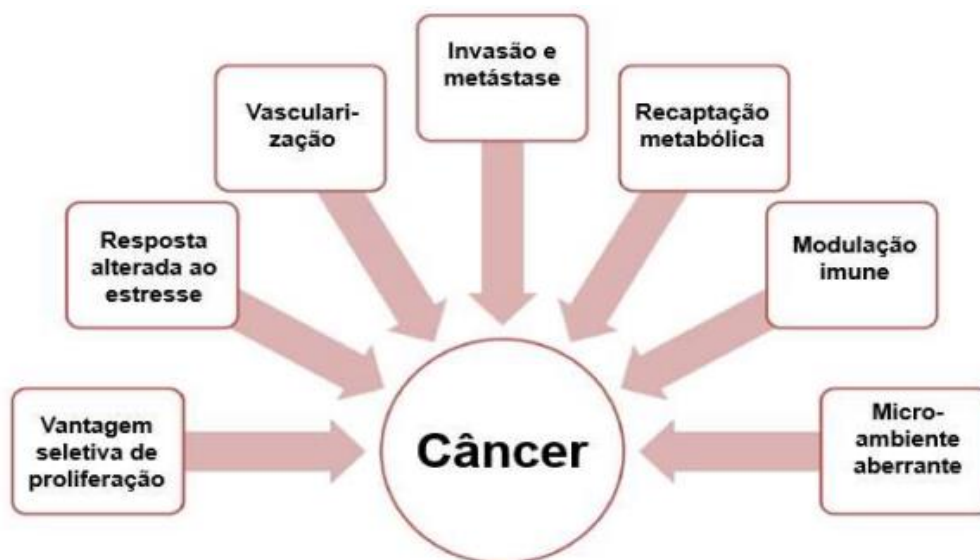 Invasão e
metástase
Vasculari-
zação
Recaptação
metabólica
Resposta
alterada ao
estresse
Modulação
imune
Vantagem
seletiva de
proliferação
Câncer
Micro-
ambiente
aberrante